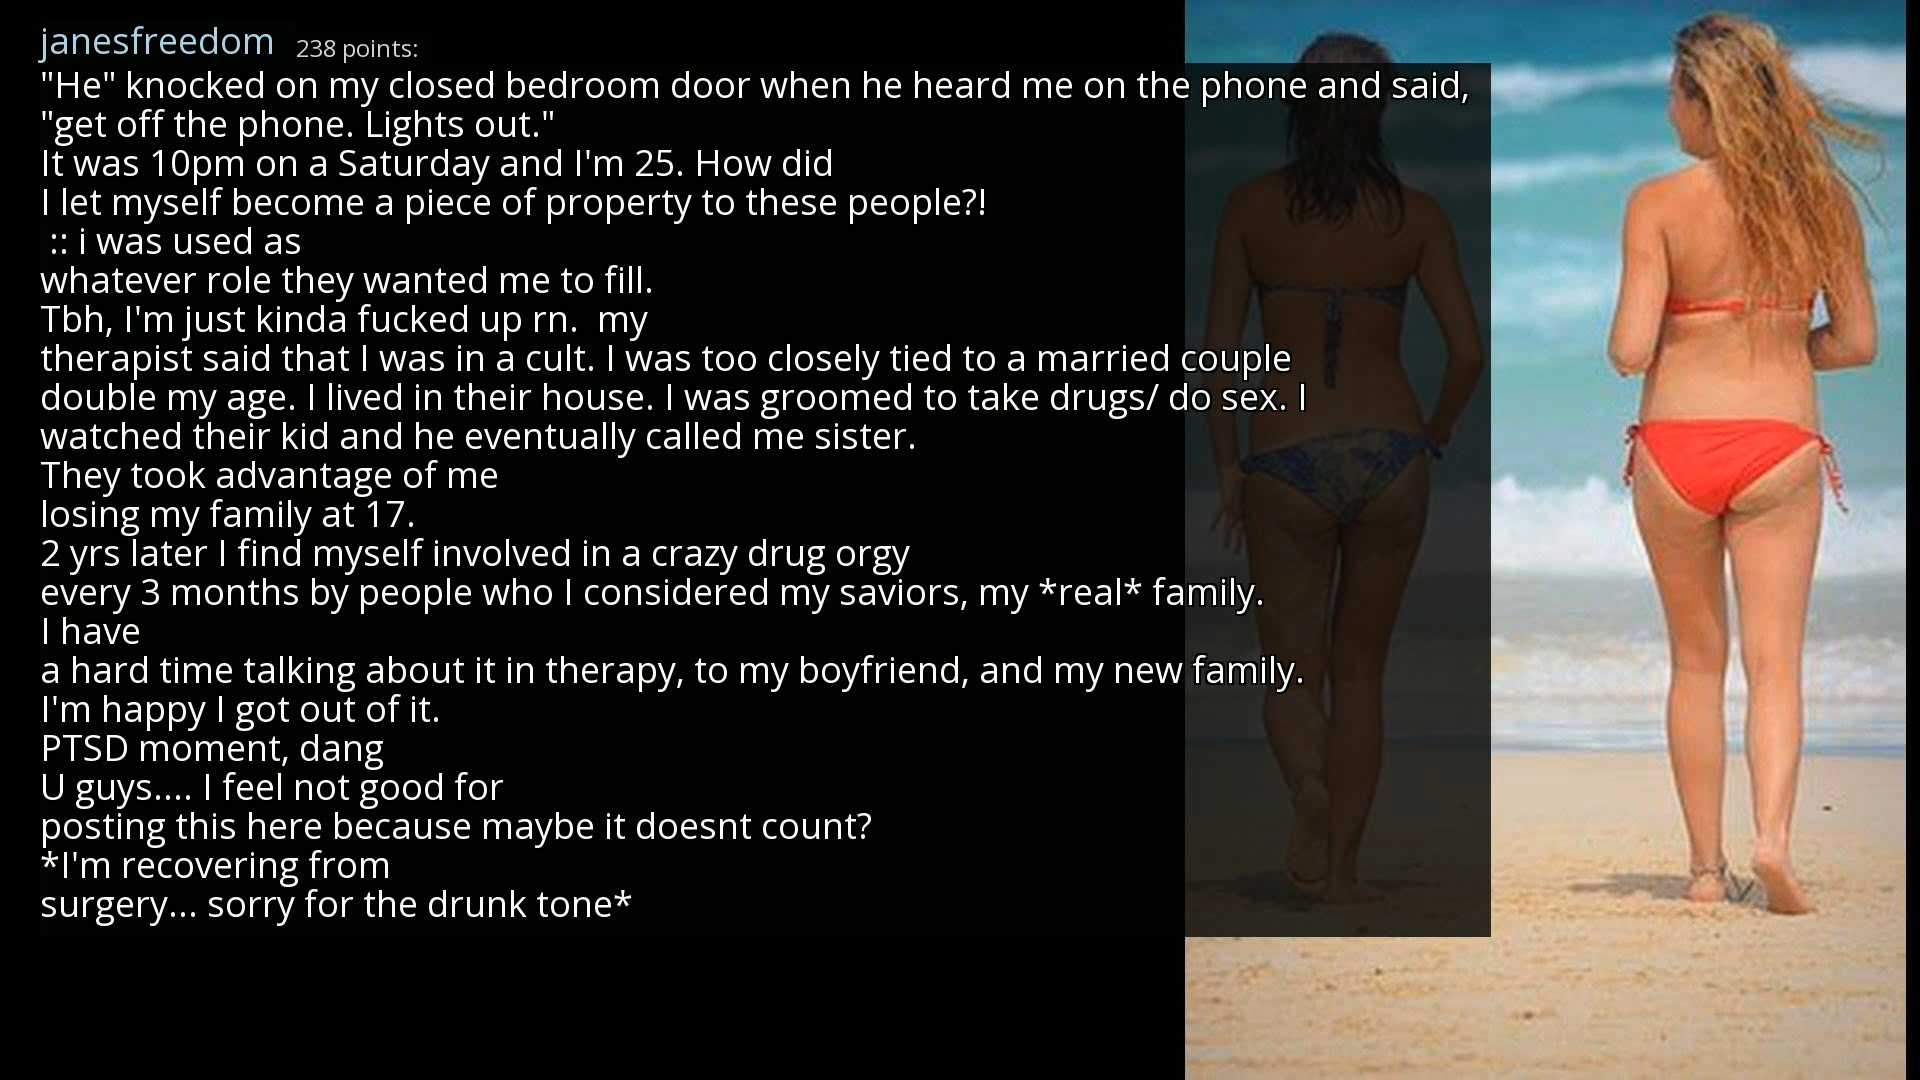 janesfreedom 238 points:
"He" knocked on my closed bedroom door when he heard me on the phone and said,
"get off the phone. Lights out."
It was 10pm on a Saturday and I'm 25. How did
I let myself become a piece of property to these people?!
:: i was used as
whatever role they wanted me to fill.
Tbh, I'm just kinda fucked up rn.  my
therapist said that I was in a cult. I was too closely tied to a married couple
double my age. I lived in their house. I was groomed to take drugs/ do sex. I
watched their kid and he eventually called me sister.
They took advantage of me
losing my family at 17.
2 yrs later I find myself involved in a crazy drug orgy
every 3 months by people who I considered my saviors, my *real* family.
I have
a hard time talking about it in therapy, to my boyfriend, and my new family.
I'm happy I got out of it.
PTSD moment, dang
U guys.... I feel not good for
posting this here because maybe it doesnt count?
*I'm recovering from
surgery... sorry for the drunk tone*